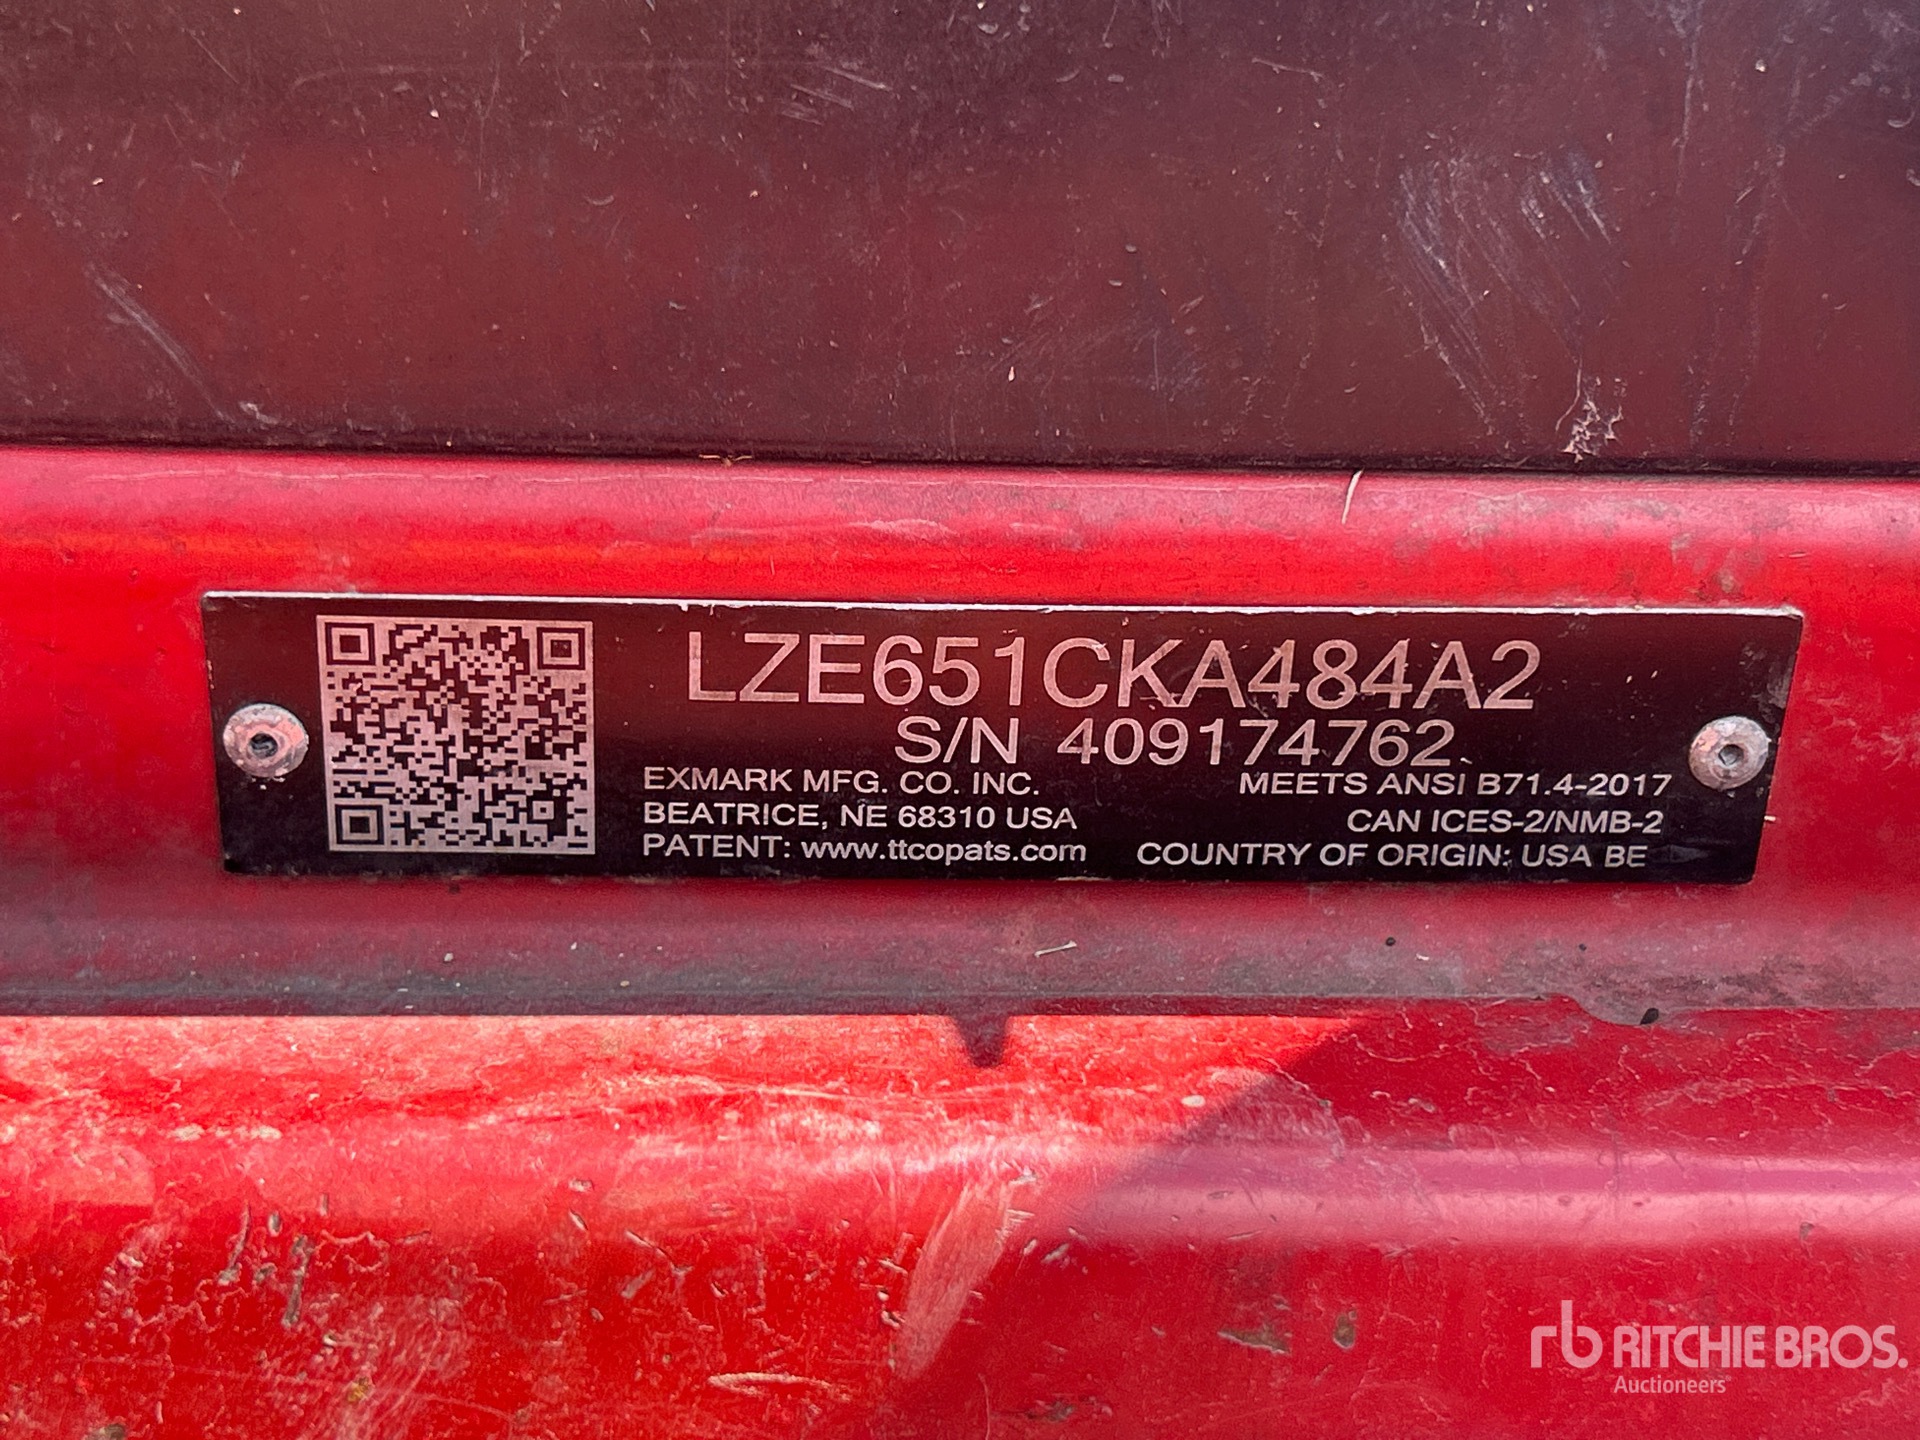 LZE651CKA484A2
S/N 409174762
EXMARK MFG. CO. INC.
BEATRICE, NE 68310 USA
PATENT: www.ttcopats.com
MEETS ANSI B71.4-2017
CAN ICES-2/NMB-2
COUNTRY OF ORIGIN: USA BE
rb RITCHIE BROS.
Auctioneers